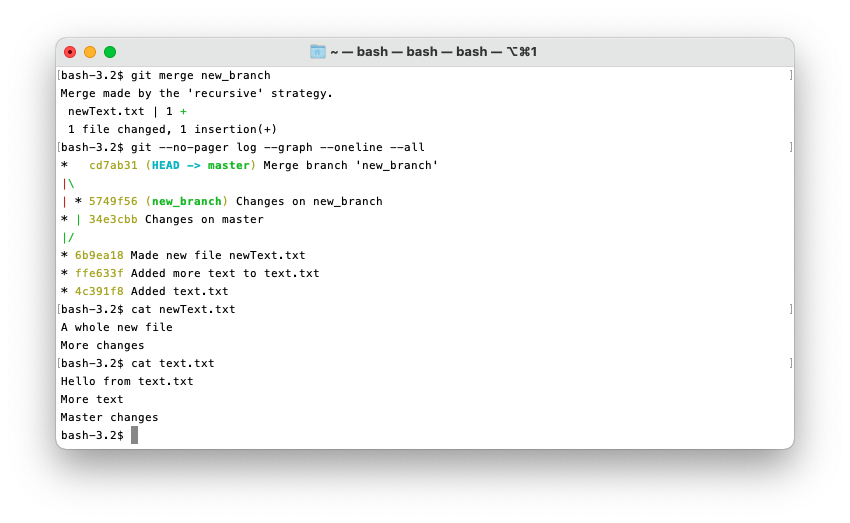 ~ — bash — bash — bash — ⌥⌘1
[bash-3.2$ git merge new_branch ]
Merge made by the 'recursive' strategy.
 newText.txt | 1 +
 1 file changed, 1 insertion(+)
[bash-3.2$ git --no-pager log --graph --oneline --all ]
*   cd7ab31 (HEAD -> master) Merge branch 'new_branch'
|\
| * 5749f56 (new_branch) Changes on new_branch
* | 34e3cbb Changes on master
|/
* 6b9ea18 Made new file newText.txt
* ffe633f Added more text to text.txt
* 4c391f8 Added text.txt
[bash-3.2$ cat newText.txt ]
A whole new file
More changes
[bash-3.2$ cat text.txt ]
Hello from text.txt
More text
Master changes
bash-3.2$